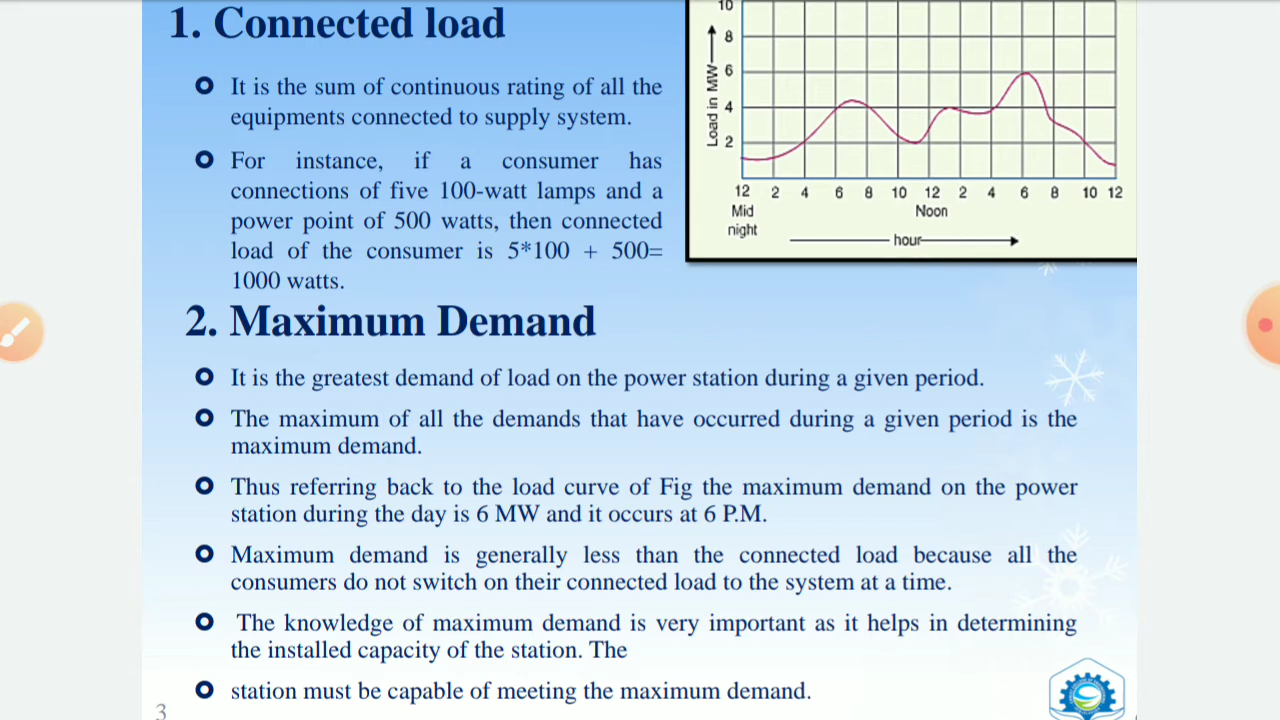 1. Connected load
It is the sum of continuous rating of all the
equipments connected to supply system.
For instance, if a consumer has
connections of five 100-watt lamps and a
power point of 500 watts, then connected
load of the consumer is 5*100 + 500=
1000 watts.
10
8
6
4
2
Load in MW
12 2 4 6 8 10 12 2 4 6 8 10 12
Mid Noon
night
hour
2. Maximum Demand
It is the greatest demand of load on the power station during a given period.
The maximum of all the demands that have occurred during a given period is the
maximum demand.
Thus referring back to the load curve of Fig the maximum demand on the power
station during the day is 6 MW and it occurs at 6 P.M.
Maximum demand is generally less than the connected load because all the
consumers do not switch on their connected load to the system at a time.
The knowledge of maximum demand is very important as it helps in determining
the installed capacity of the station. The
station must be capable of meeting the maximum demand.
3